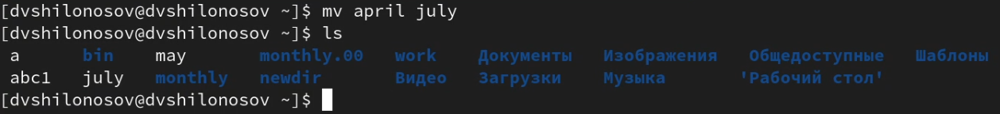 [dvshilonosov@dvshilonosov ~]$ mv april july
[dvshilonosov@dvshilonosov ~]$ ls
a bin may monthly.00 work Документы Изображения Общедоступные Шаблоны
abc1 july monthly newdir Видео Загрузки Музыка 'Рабочий стол'
[dvshilonosov@dvshilonosov ~]$